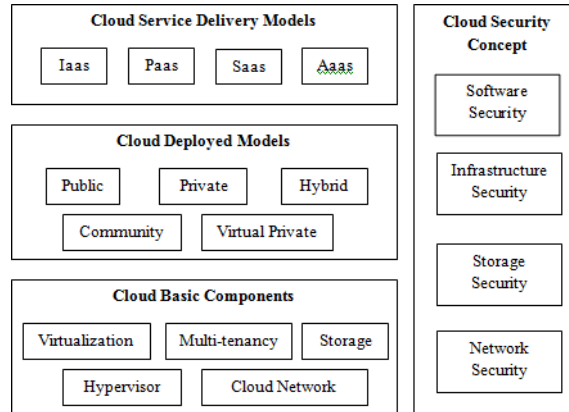 Cloud Service Delivery Models
Iaas Paas Saas Aaas
Cloud Deployed Models
Public Private Hybrid
Community Virtual Private
Cloud Basic Components
Virtualization Multi-tenancy Storage
Hypervisor Cloud Network
Cloud Security
Concept
Software
Security
Infrastructure
Security
Storage
Security
Network
Security